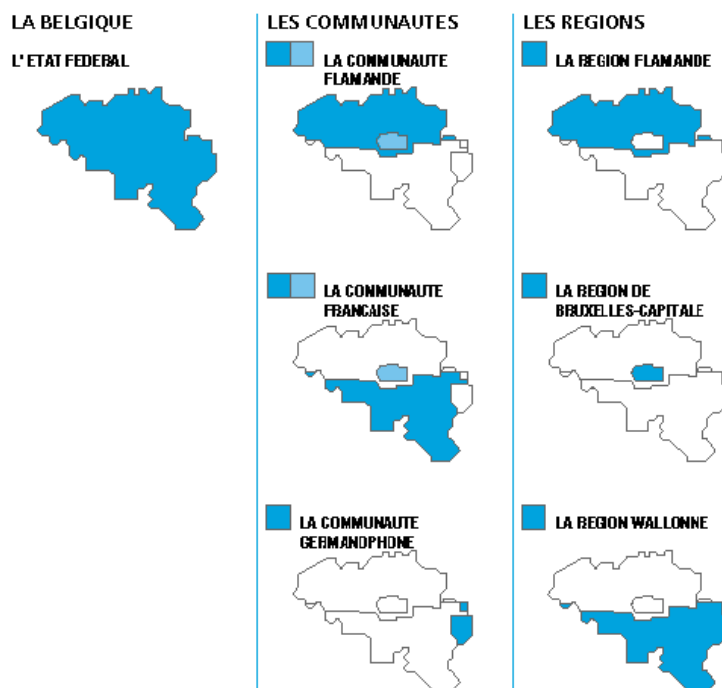 LA BELGIQUE
L'ETAT FEDERAL
LES COMMUNAUTES
LA COMMUNAUTE
FLAMANDE
LA COMMUNAUTE
FRANCAISE
LA COMMUNAUTE
GERMANDPHONE
LES REGIONS
LA REGION FLAMANDE
LA REGION DE
BRUXELLES-CAPITALE
LA REGION WALLONNE